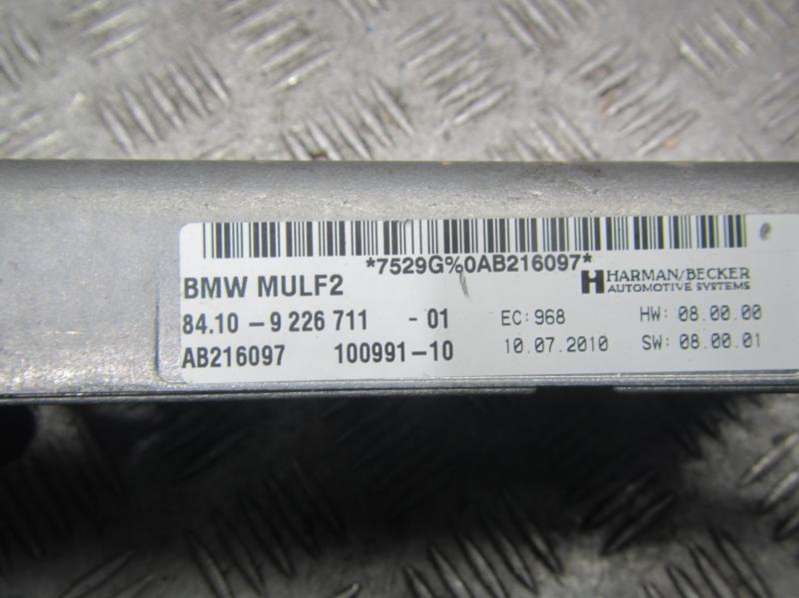 *7529G%0AB216097*
BMW MULF2
HARMAN/BECKER
AUTOMOTIVE SYSTEMS
84.10 - 9 226 711 - 01 EC: 968 HW: 08.00.00
AB216097 100991-10 10.07.2010 SW: 08.00.01